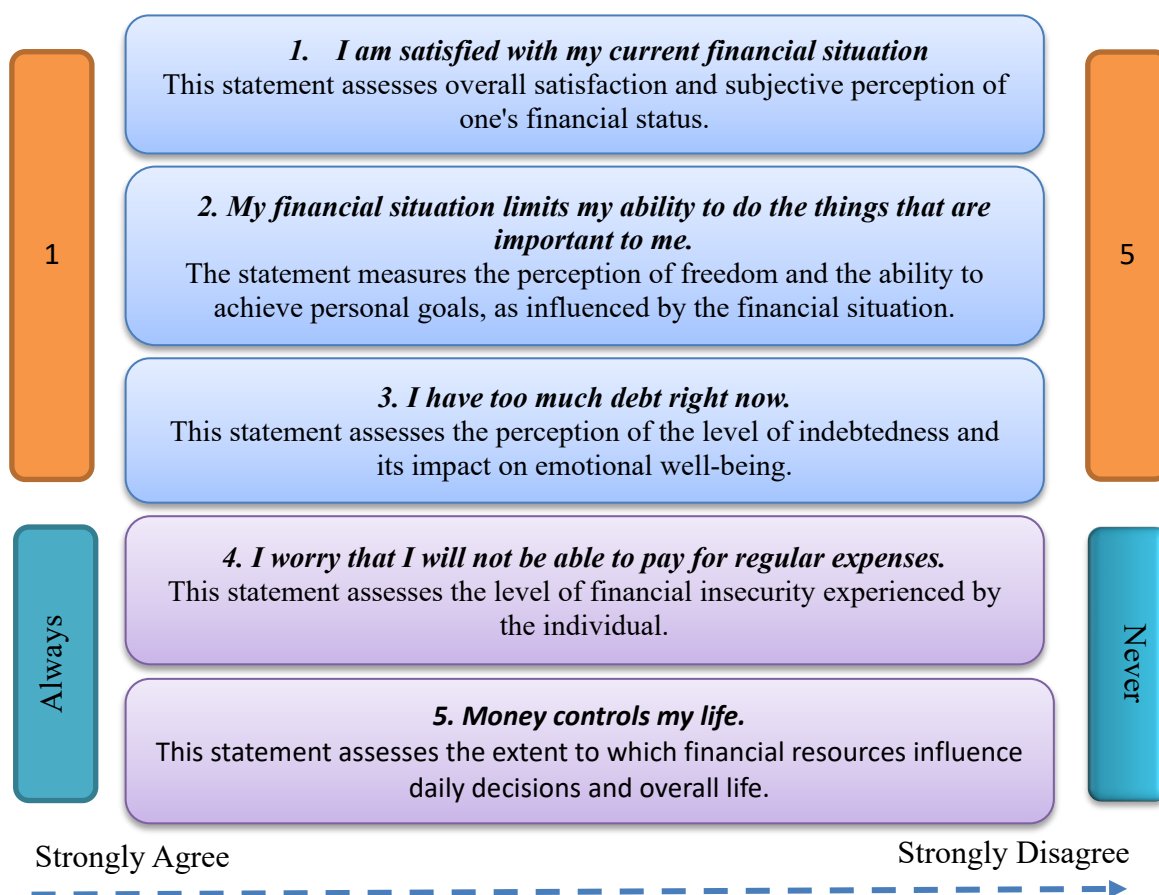 1. I am satisfied with my current financial situation
This statement assesses overall satisfaction and subjective perception of
one's financial status.
2. My financial situation limits my ability to do the things that are
important to me.
The statement measures the perception of freedom and the ability to
achieve personal goals, as influenced by the financial situation.
1
5
3. I have too much debt right now.
This statement assesses the perception of the level of indebtedness and
its impact on emotional well-being.
4. I worry that I will not be able to pay for regular expenses.
This statement assesses the level of financial insecurity experienced by
the individual.
Always
Never
5. Money controls my life.
This statement assesses the extent to which financial resources influence
daily decisions and overall life.
Strongly Agree
Strongly Disagree